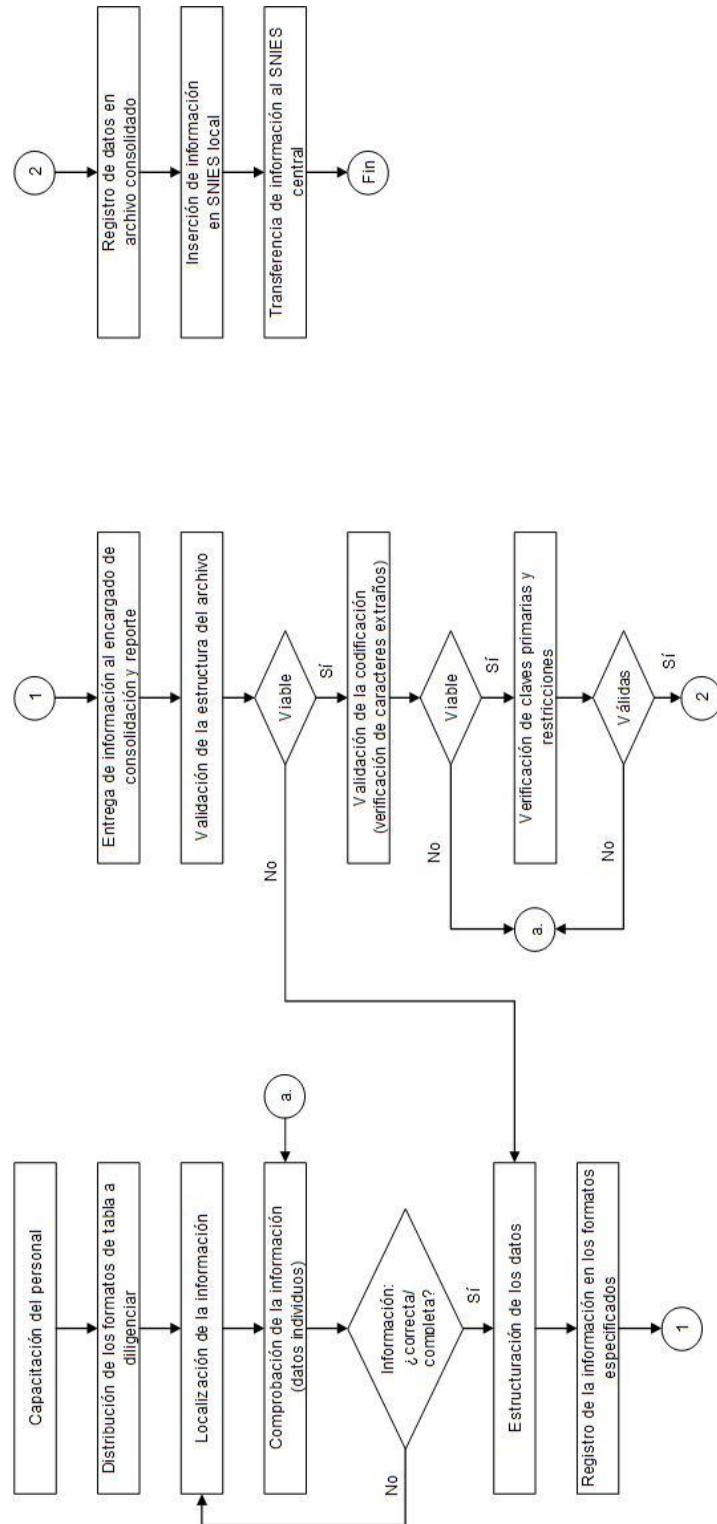 Capacitación del personal
Distribución de los formatos de tabla a
diligenciar
Localización de la información
Comprobación de la información
(datos individuos)
a.
Información:
¿correcta/
completa?
No
Sí
Estructuración de los datos
Registro de la información en los formatos
especificados
1
1
Entrega de información al encargado de
consolidación y reporte
Validación de la estructura del archivo
Viable
No
Sí
Validación de la codificación
(verificación de caracteres extraños)
Viable
No
Sí
a.
Verificación de claves primarias y
restricciones
Válidas
No
Sí
2
2
Registro de datos en
archivo consolidado
Inserción de información
en SNIES local
Transferencia de información al SNIES
central
Fin